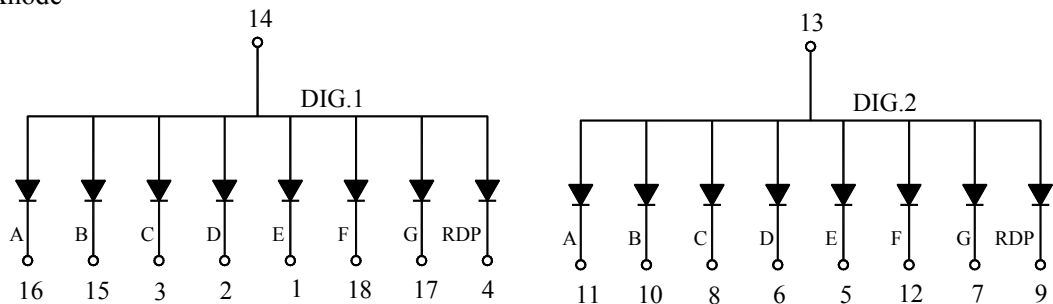 14 13
DIG.1 DIG.2
A B C D E F G RDP A B C D E F G RDP
16 15 3 2 1 18 17 4 11 10 8 6 5 12 7 9